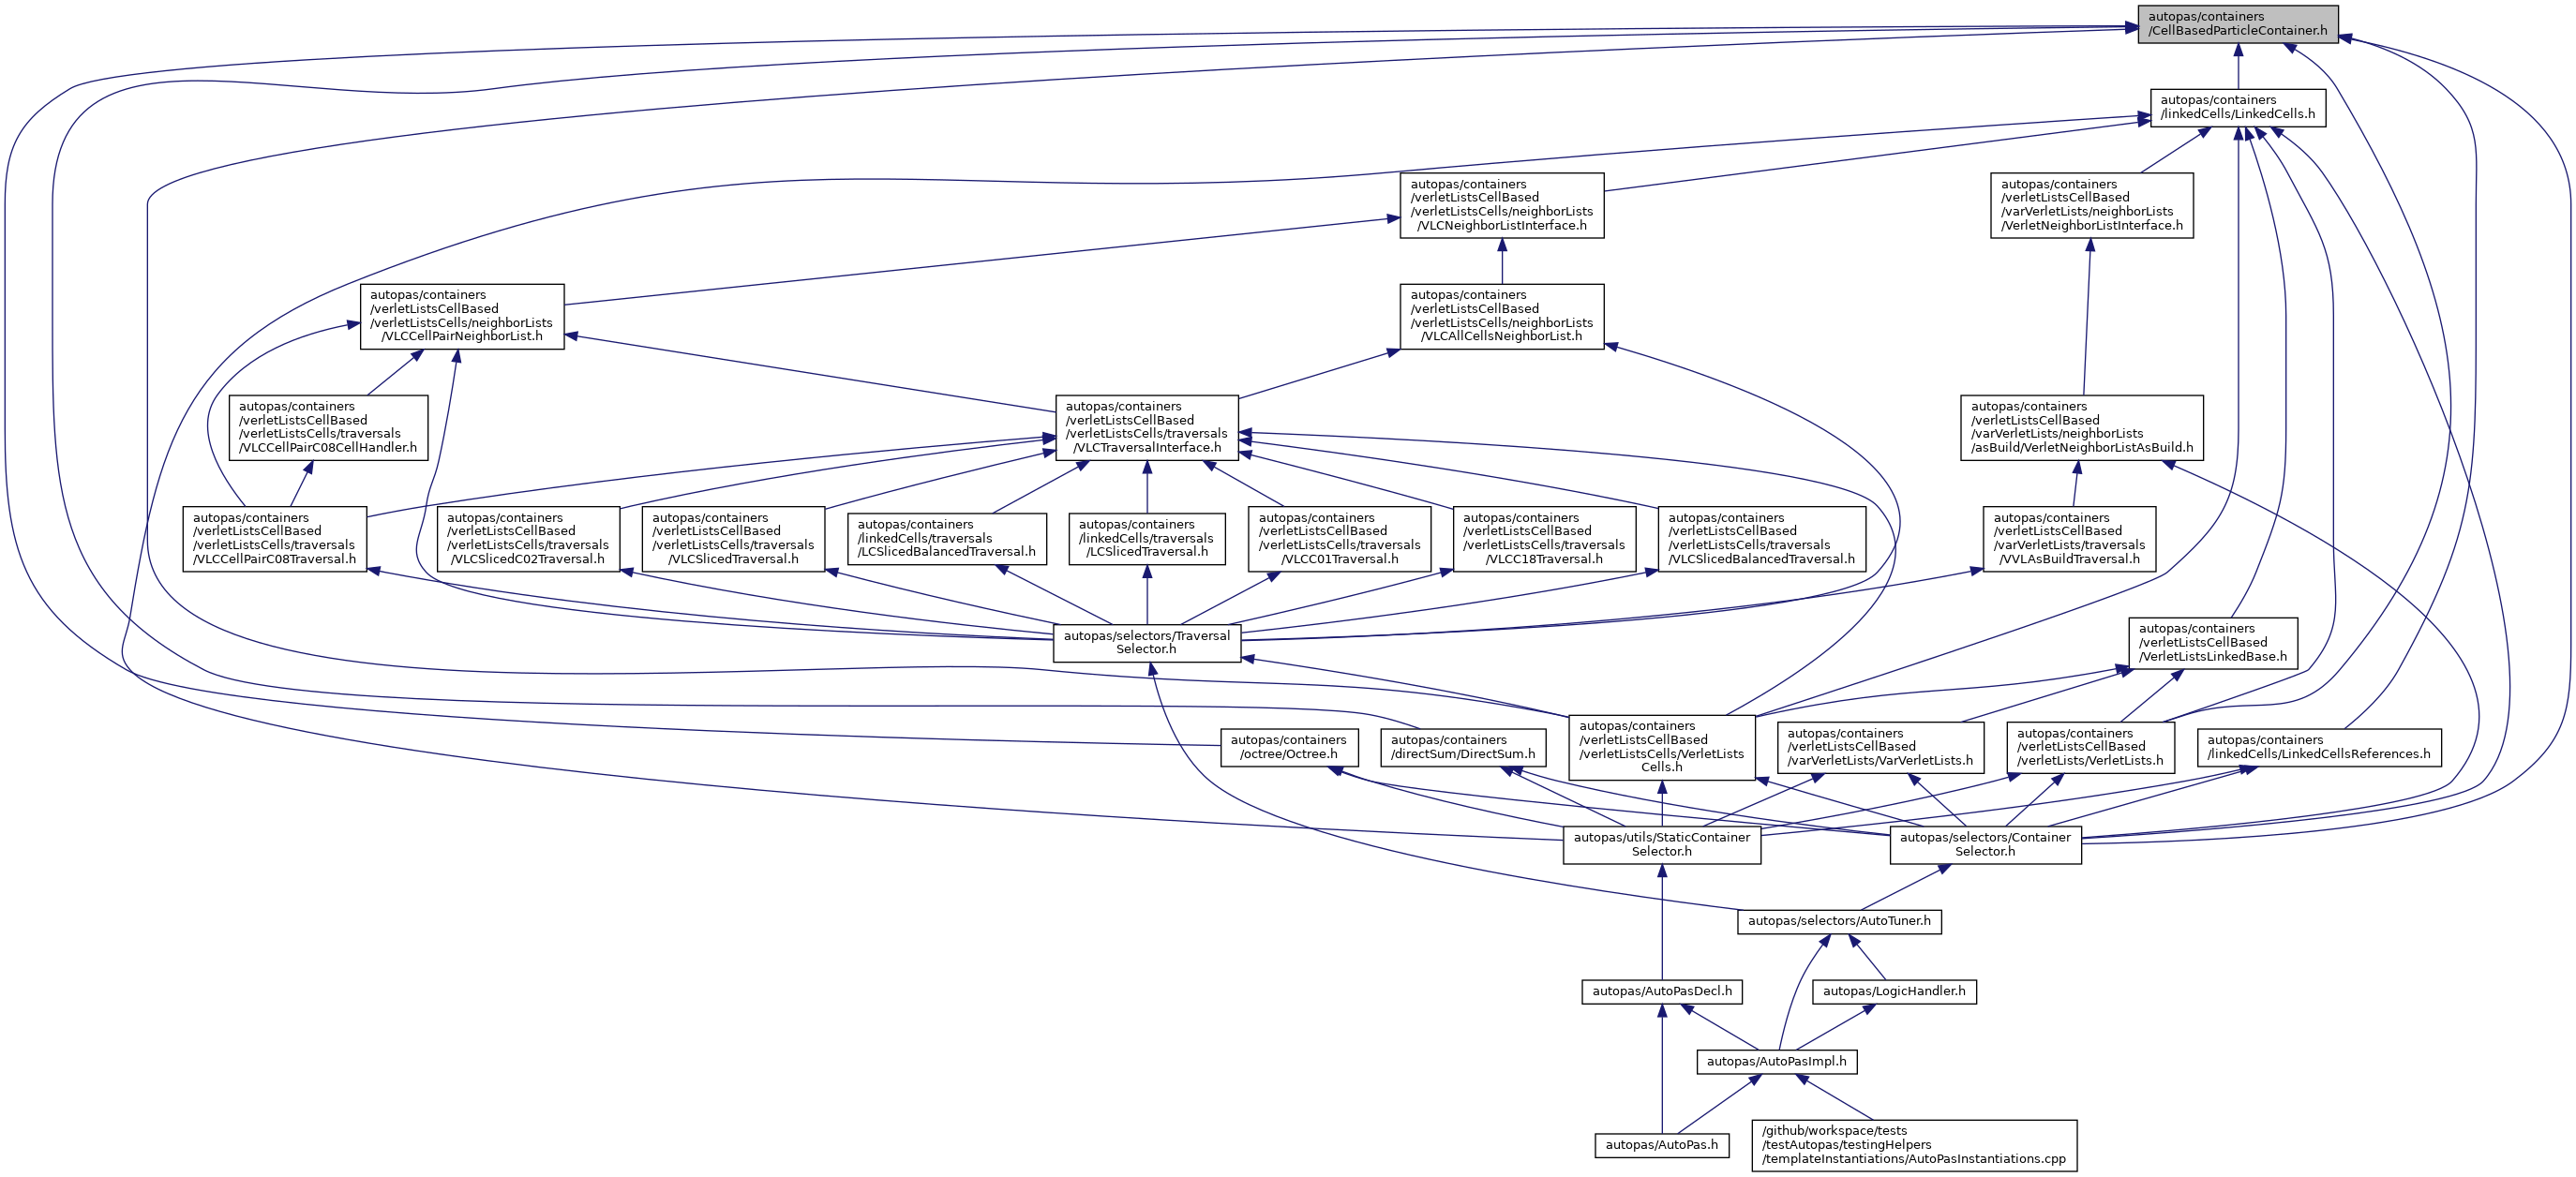 autopas/containers
/CellBasedParticleContainer.h
autopas/containers
/linkedCells/LinkedCells.h
autopas/containers
/verletListsCellBased
/verletListsCells/neighborLists
/VLCNeighborListInterface.h
autopas/containers
/verletListsCellBased
/varVerletLists/neighborLists
/VerletNeighborListInterface.h
autopas/containers
/verletListsCellBased
/verletListsCells/neighborLists
/VLCCellPairNeighborList.h
autopas/containers
/verletListsCellBased
/verletListsCells/neighborLists
/VLCAllCellsNeighborList.h
autopas/containers
/verletListsCellBased
/verletListsCells/traversals
/VLCCellPairC08CellHandler.h
autopas/containers
/verletListsCellBased
/verletListsCells/traversals
/VLCTraversalInterface.h
autopas/containers
/verletListsCellBased
/varVerletLists/neighborLists
/asBuild/VerletNeighborListAsBuild.h
autopas/containers
/verletListsCellBased
/verletListsCells/traversals
/VLCCellPairC08Traversal.h
autopas/containers
/verletListsCellBased
/verletListsCells/traversals
/VLCSlicedC02Traversal.h
autopas/containers
/verletListsCellBased
/verletListsCells/traversals
/VLCSlicedTraversal.h
autopas/containers
/linkedCells/traversals
/LCSlicedBalancedTraversal.h
autopas/containers
/linkedCells/traversals
/LCSlicedTraversal.h
autopas/containers
/verletListsCellBased
/verletListsCells/traversals
/VLCC01Traversal.h
autopas/containers
/verletListsCellBased
/verletListsCells/traversals
/VLCC18Traversal.h
autopas/containers
/verletListsCellBased
/verletListsCells/traversals
/VLCSlicedBalancedTraversal.h
autopas/containers
/verletListsCellBased
/varVerletLists/traversals
/VVLAsBuildTraversal.h
autopas/selectors/Traversal
Selector.h
autopas/containers
/verletListsCellBased
/VerletListsLinkedBase.h
autopas/containers
/octree/Octree.h
autopas/containers
/directSum/DirectSum.h
autopas/containers
/verletListsCellBased
/verletListsCells/VerletLists
Cells.h
autopas/containers
/verletListsCellBased
/varVerletLists/VarVerletLists.h
autopas/containers
/verletListsCellBased
/verletLists/VerletLists.h
autopas/containers
/linkedCells/LinkedCellsReferences.h
autopas/utils/StaticContainer
Selector.h
autopas/selectors/Container
Selector.h
autopas/selectors/AutoTuner.h
autopas/AutoPasDecl.h
autopas/LogicHandler.h
autopas/AutoPasImpl.h
autopas/AutoPas.h
/github/workspace/tests
/testAutopas/testingHelpers
/templateInstantiations/AutoPasInstantiations.cpp